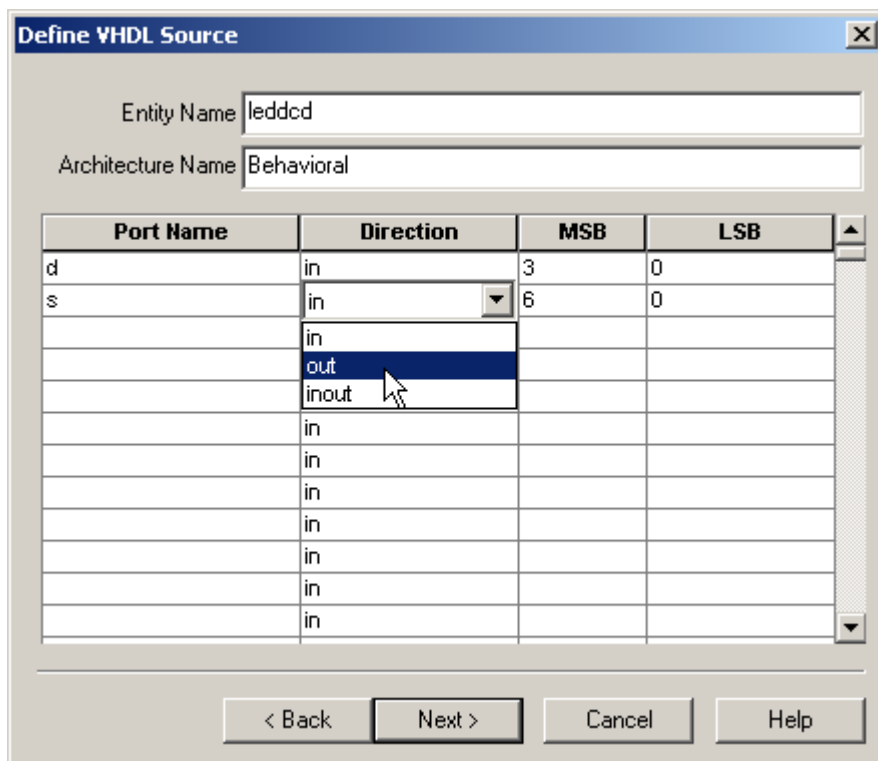 Define VHDL Source
Entity Name leddcd
Architecture Name Behavioral
Port Name Direction MSB LSB
d in 3 0
s in 6 0
in
out
inout
in
in
in
in
in
in
in
< Back Next > Cancel Help